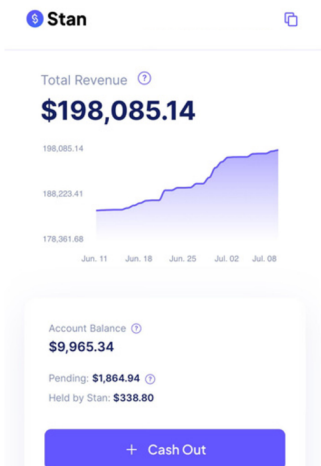 Stan
Total Revenue ?
$198,085.14
198,085.14
188,223.41
178,361.68
Jun. 11 Jun. 18 Jun. 25 Jul. 02 Jul. 08
Account Balance ?
$9,965.34
Pending: $1,864.94 ?
Held by Stan: $338.80
+ Cash Out